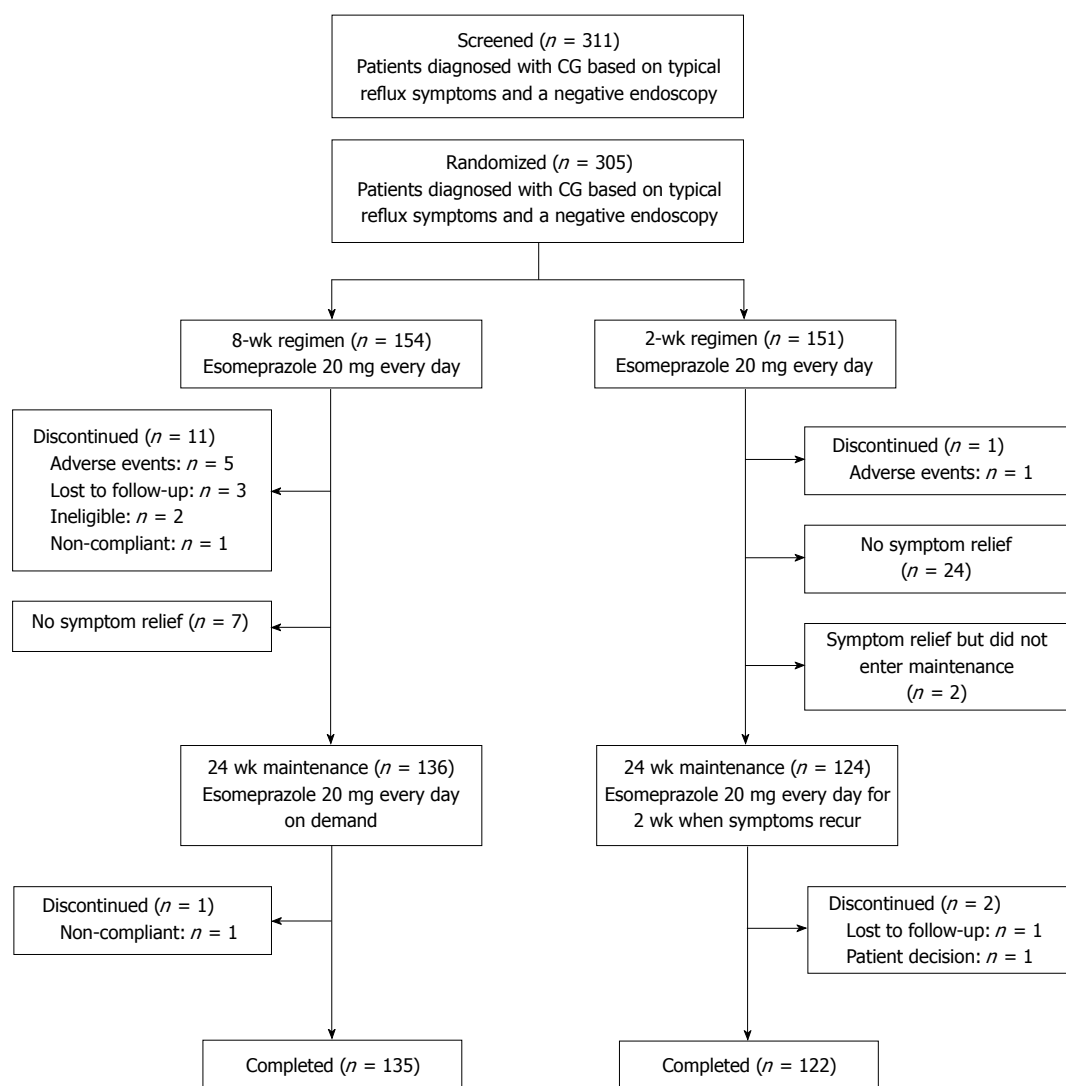 Screened (n = 311)
Patients diagnosed with CG based on typical
reflux symptoms and a negative endoscopy
Randomized (n = 305)
Patients diagnosed with CG based on typical
reflux symptoms and a negative endoscopy
8-wk regimen (n = 154)
Esomeprazole 20 mg every day
2-wk regimen (n = 151)
Esomeprazole 20 mg every day
Discontinued (n = 11)
Adverse events: n = 5
Lost to follow-up: n = 3
Ineligible: n = 2
Non-compliant: n = 1
Discontinued (n = 1)
Adverse events: n = 1
No symptom relief
(n = 24)
No symptom relief (n = 7)
Symptom relief but did not
enter maintenance
(n = 2)
24 wk maintenance (n = 136)
Esomeprazole 20 mg every day
on demand
24 wk maintenance (n = 124)
Esomeprazole 20 mg every day for
2 wk when symptoms recur
Discontinued (n = 1)
Non-compliant: n = 1
Discontinued (n = 2)
Lost to follow-up: n = 1
Patient decision: n = 1
Completed (n = 135)
Completed (n = 122)